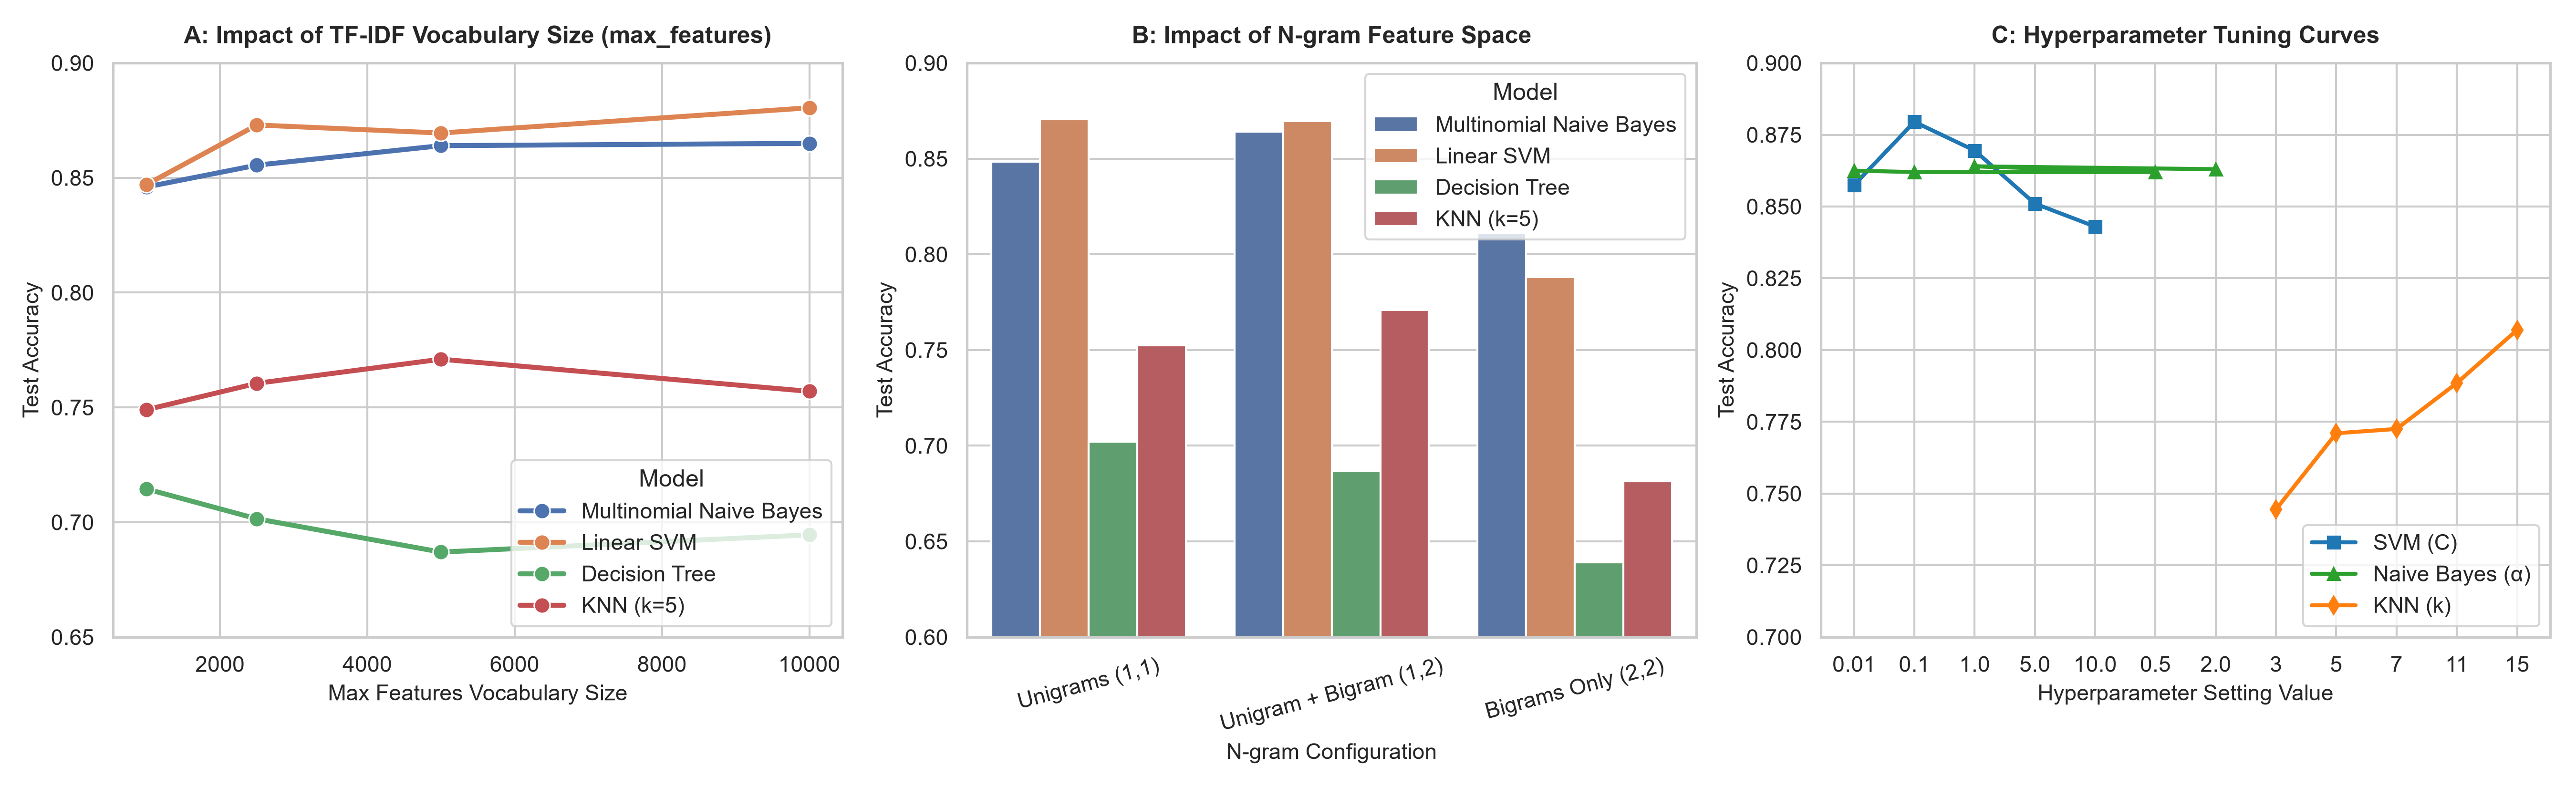 A: Impact of TF-IDF Vocabulary Size (max_features)
0.90
0.85
0.80
0.75
0.70
0.65
Test Accuracy
2000
4000
6000
8000
10000
Max Features Vocabulary Size
Model
Multinomial Naive Bayes
Linear SVM
Decision Tree
KNN (k=5)
B: Impact of N-gram Feature Space
0.90
0.85
0.80
0.75
0.70
0.65
0.60
Test Accuracy
Unigrams (1,1)
Unigram + Bigram (1,2)
Bigrams Only (2,2)
N-gram Configuration
Model
Multinomial Naive Bayes
Linear SVM
Decision Tree
KNN (k=5)
C: Hyperparameter Tuning Curves
0.900
0.875
0.850
0.825
0.800
0.775
0.750
0.725
0.700
Test Accuracy
0.01
0.1
1.0
5.0
10.0
0.5
2.0
3
5
7
11
15
Hyperparameter Setting Value
SVM (C)
Naive Bayes (α)
KNN (k)